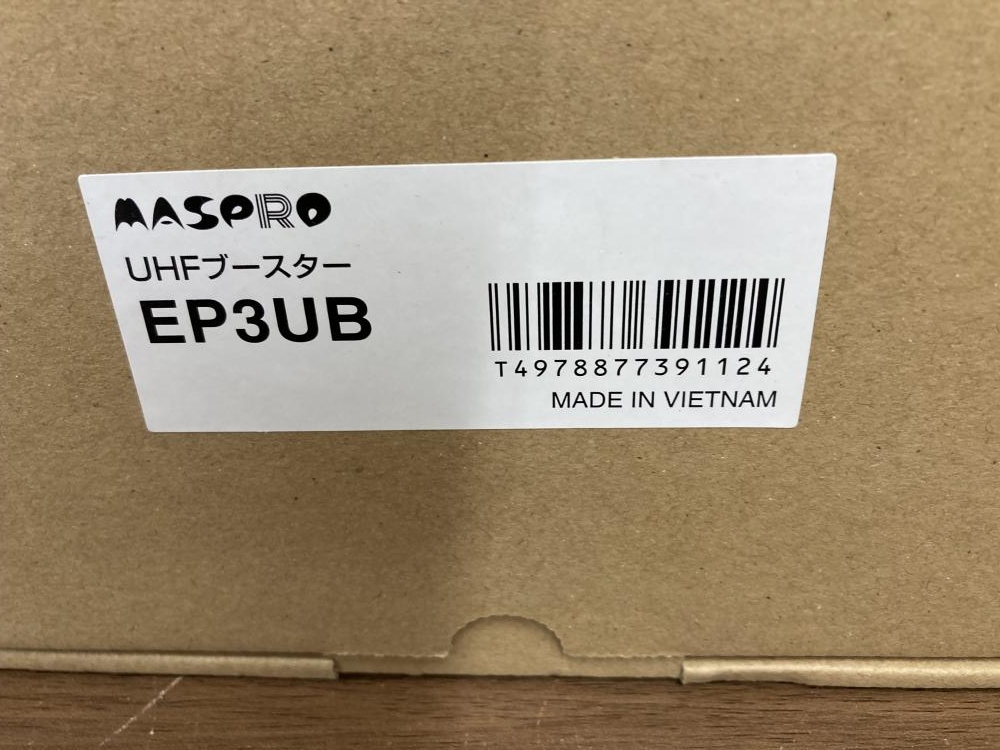 MASPRO
UHFブースター
EP3UB
T4978877391124
MADE IN VIETNAM